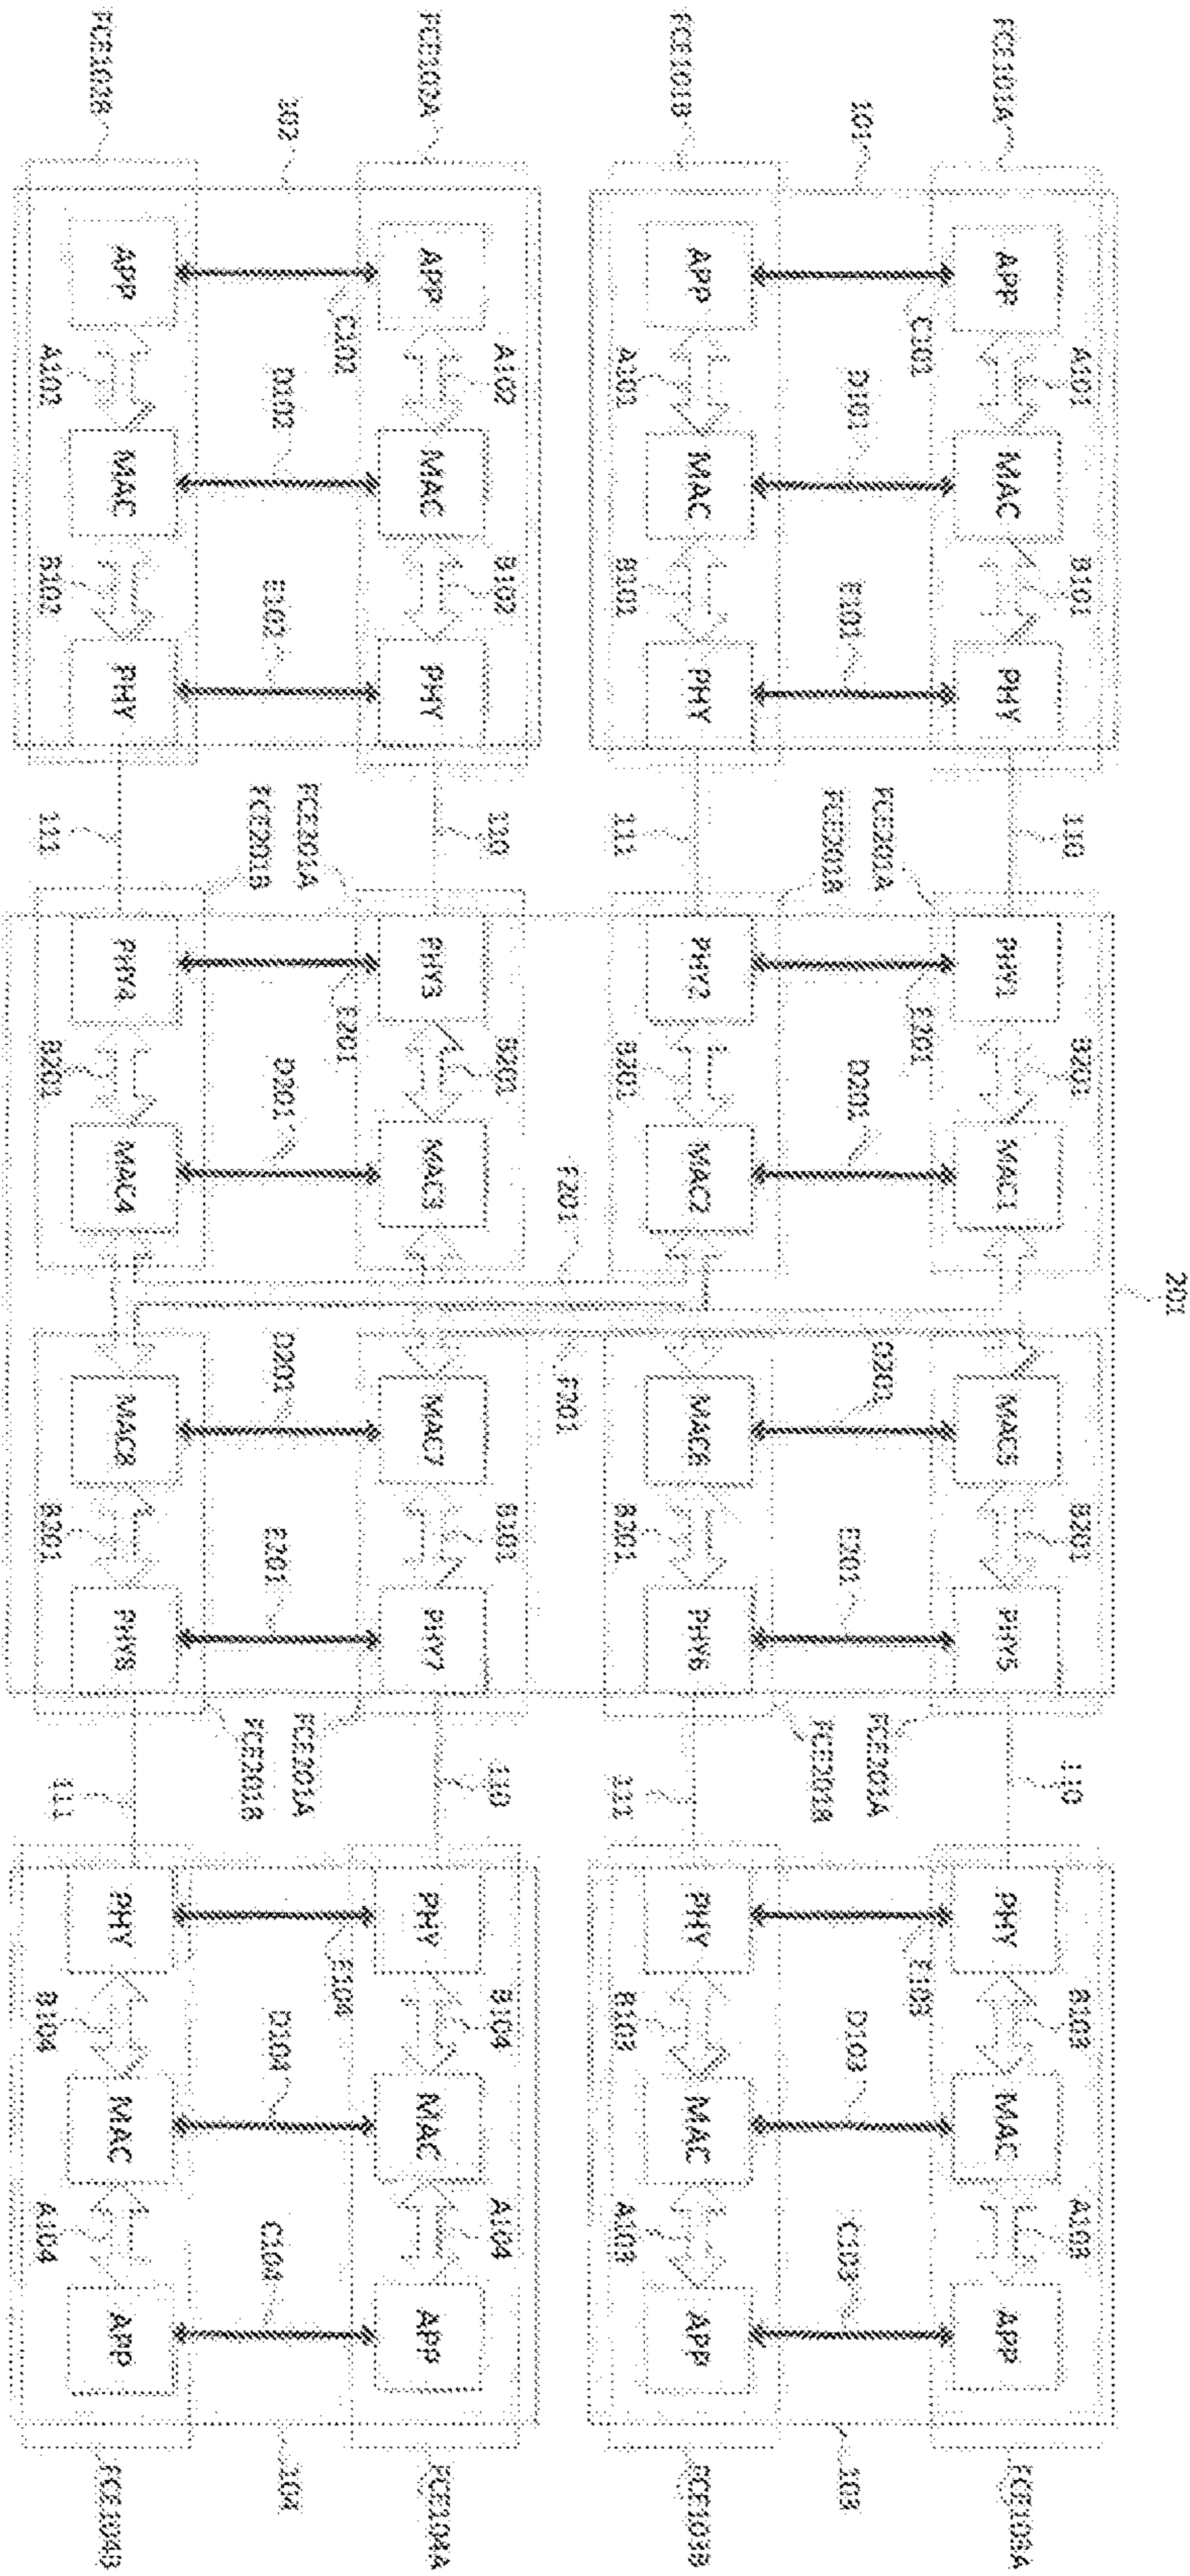 FCE101A
101
FCE101B
FCE102A
102
FCE102B
APP
A101
MAC
B101
PHY
C101
D101
E101
APP
A101
MAC
B101
PHY
APP
A102
MAC
B102
PHY
C102
D102
E102
APP
A102
MAC
B102
PHY
110
111
110
111
FCE201A
FCE201B
FCE201A
FCE201B
201
PHY1
B201
MAC1
E201
D201
PHY2
B201
MAC2
PHY3
B201
MAC3
E201
D201
PHY4
B201
MAC4
F201
F201
MAC5
B201
PHY5
D201
E201
MAC6
B201
PHY6
MAC7
B201
PHY7
D201
E201
MAC8
B201
PHY8
FCE201A
FCE201B
FCE201A
FCE201B
110
111
110
111
PHY
B103
MAC
A103
APP
E103
D103
C103
PHY
B103
MAC
A103
APP
PHY
B104
MAC
A104
APP
E104
D104
C104
PHY
B104
MAC
A104
APP
FCE103A
103
FCE103B
FCE104A
104
FCE104B